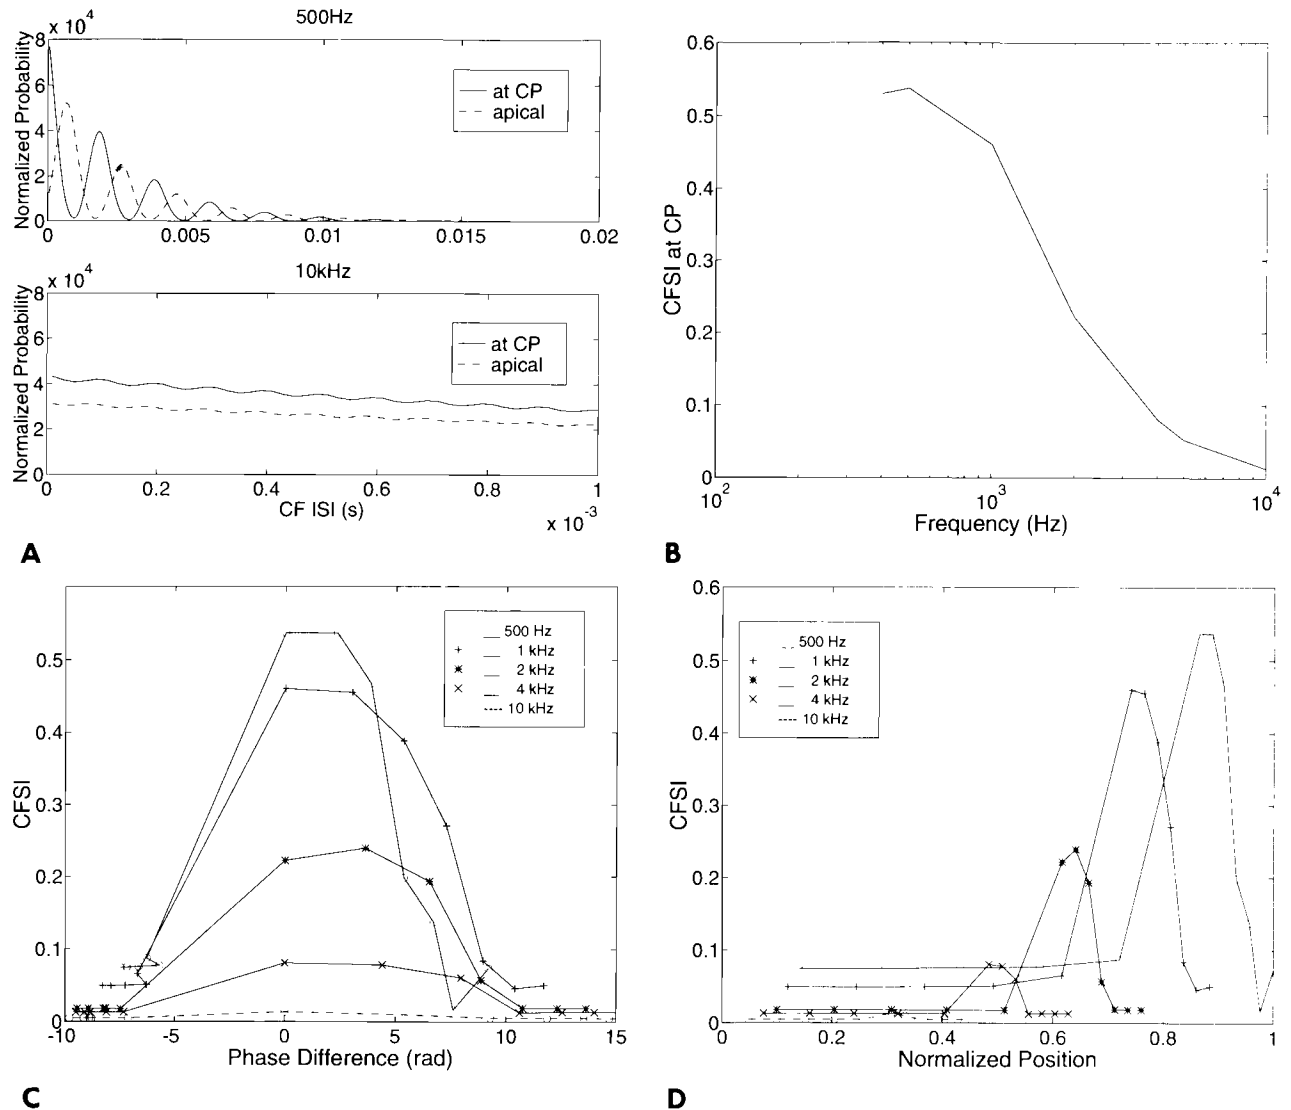 500Hz
x 10^4
Normalized Probability
8
6
4
2
0
at CP
apical
0 0.005 0.01 0.015 0.02
10kHz
x 10^4
Normalized Probability
8
6
4
2
0
at CP
apical
0 0.2 0.4 0.6 0.8 1
CF ISI (s)
x 10^-3
A
0.6
0.5
0.4
0.3
0.2
0.1
0
CFSI at CP
10^2 10^3 10^4
Frequency (Hz)
B
0.5
0.4
0.3
0.2
0.1
0
CFSI
500 Hz
1 kHz
2 kHz
4 kHz
10 kHz
-10 -5 0 5 10 15
Phase Difference (rad)
C
0.6
0.5
0.4
0.3
0.2
0.1
0
CFSI
500 Hz
1 kHz
2 kHz
4 kHz
10 kHz
0 0.2 0.4 0.6 0.8 1
Normalized Position
D